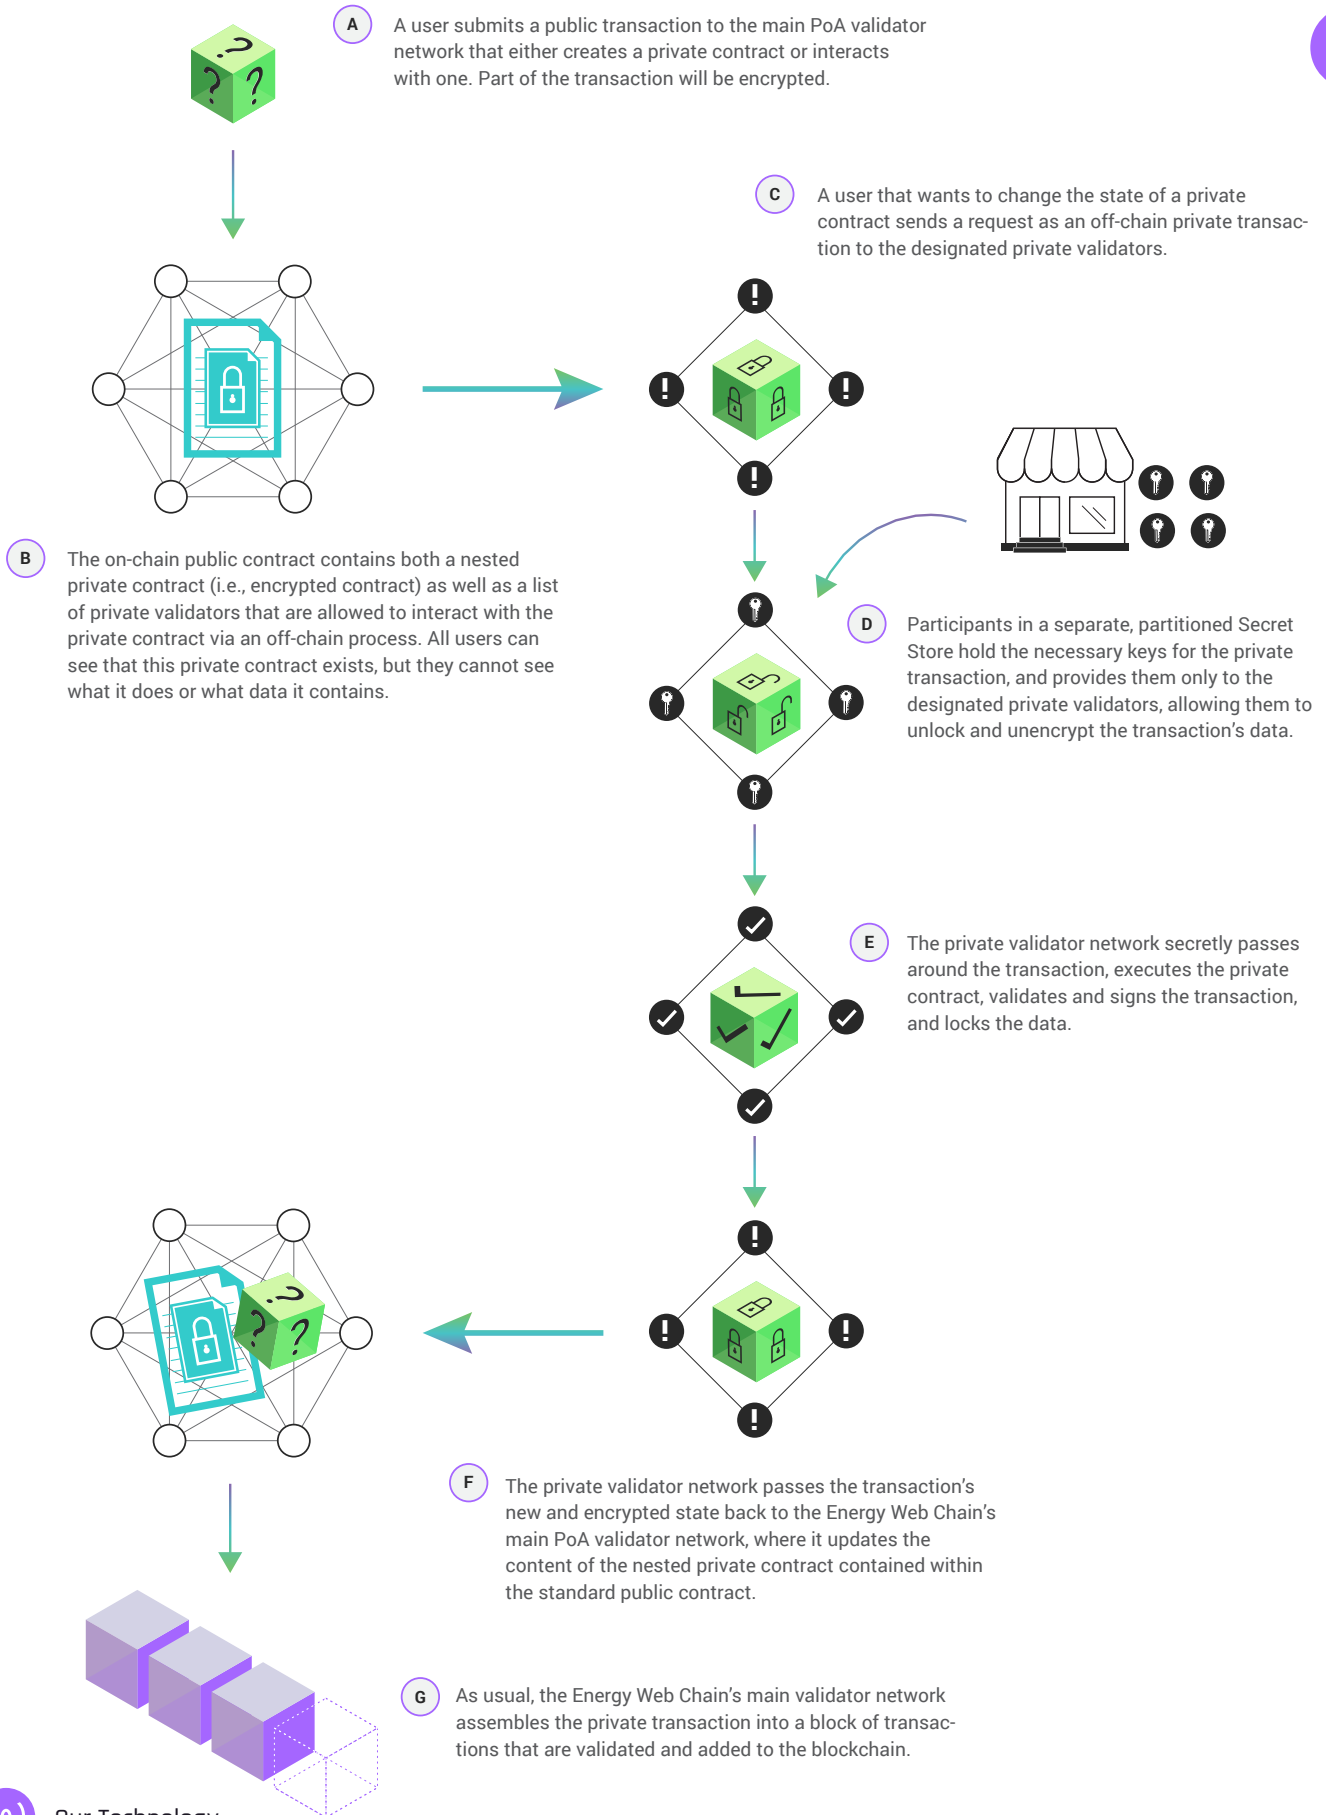 A
A user submits a public transaction to the main PoA validator
network that either creates a private contract or interacts
with one. Part of the transaction will be encrypted.
C
A user that wants to change the state of a private
contract sends a request as an off-chain private transac-
tion to the designated private validators.
B
The on-chain public contract contains both a nested
private contract (i.e., encrypted contract) as well as a list
of private validators that are allowed to interact with the
private contract via an off-chain process. All users can
see that this private contract exists, but they cannot see
what it does or what data it contains.
D
Participants in a separate, partitioned Secret
Store hold the necessary keys for the private
transaction, and provides them only to the
designated private validators, allowing them to
unlock and unencrypt the transaction's data.
E
The private validator network secretly passes
around the transaction, executes the private
contract, validates and signs the transaction,
and locks the data.
F
The private validator network passes the transaction's
new and encrypted state back to the Energy Web Chain's
main PoA validator network, where it updates the
content of the nested private contract contained within
the standard public contract.
G
As usual, the Energy Web Chain's main validator network
assembles the private transaction into a block of transac-
tions that are validated and added to the blockchain.
Our Technology